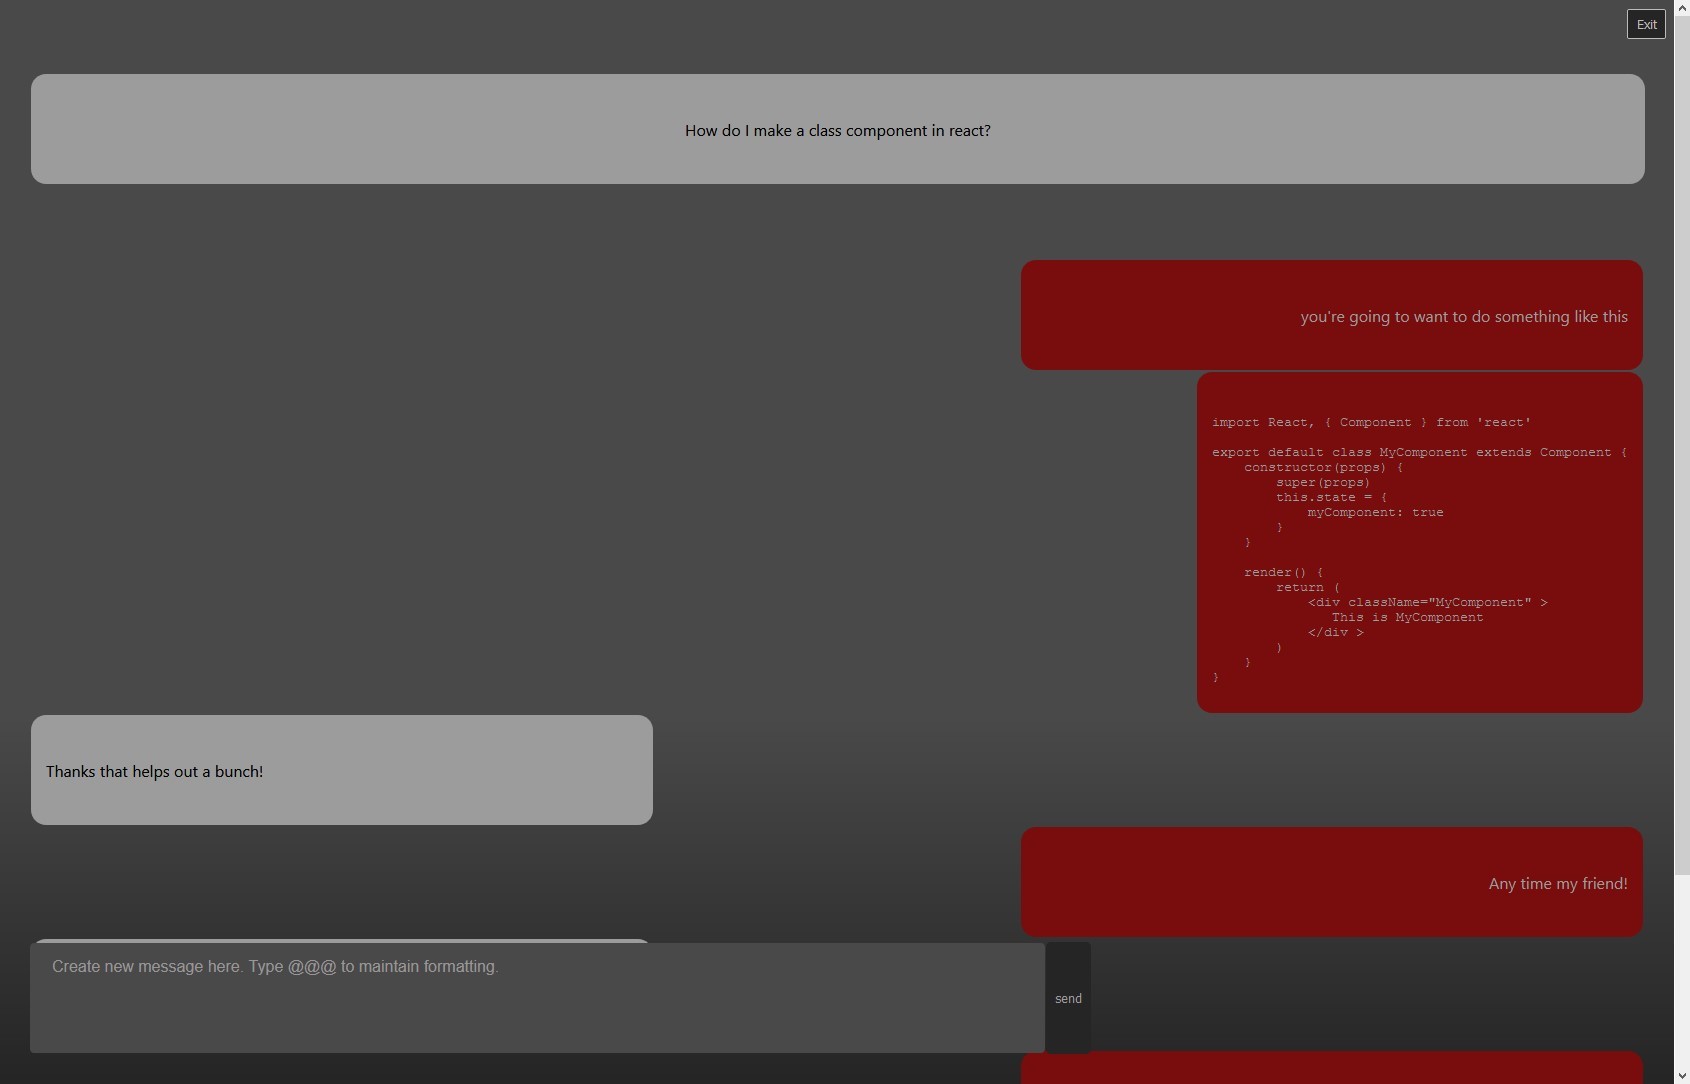 Exit
How do I make a class component in react?
you're going to want to do something like this
import React, { Component } from 'react'
export default class MyComponent extends Component {
    constructor(props) {
        super(props)
        this.state = {
            myComponent: true
        }
    }
    render() {
        return (
            <div className="MyComponent" >
               This is MyComponent
            </div >
        )
    }
}
Thanks that helps out a bunch!
Any time my friend!
Create new message here. Type @@@ to maintain formatting.
send